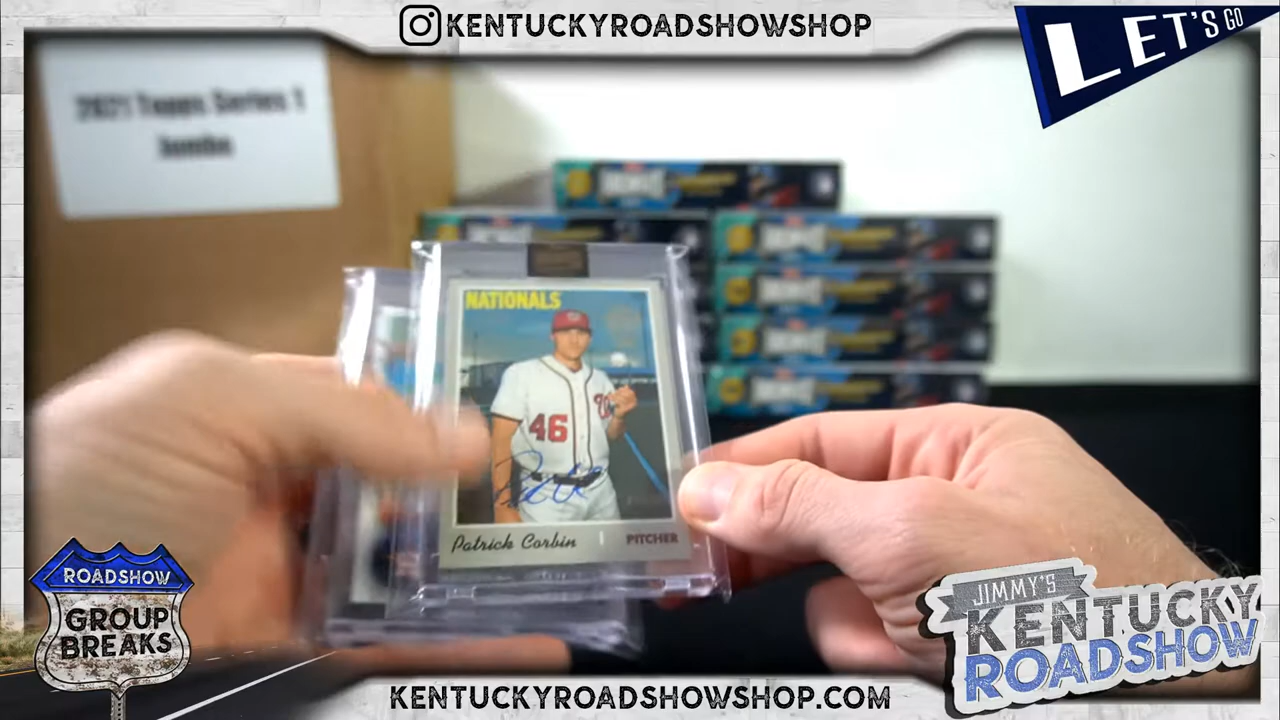 KENTUCKYROADSHOWSHOP
LET'S GO
2021 Topps Series 1
Jumbo
NATIONALS
46
W
Patrick Corbin
PITCHER
ROADSHOW
GROUP
BREAKS
JIMMY'S
KENTUCKY
ROADSHOW
KENTUCKYROADSHOWSHOP.COM